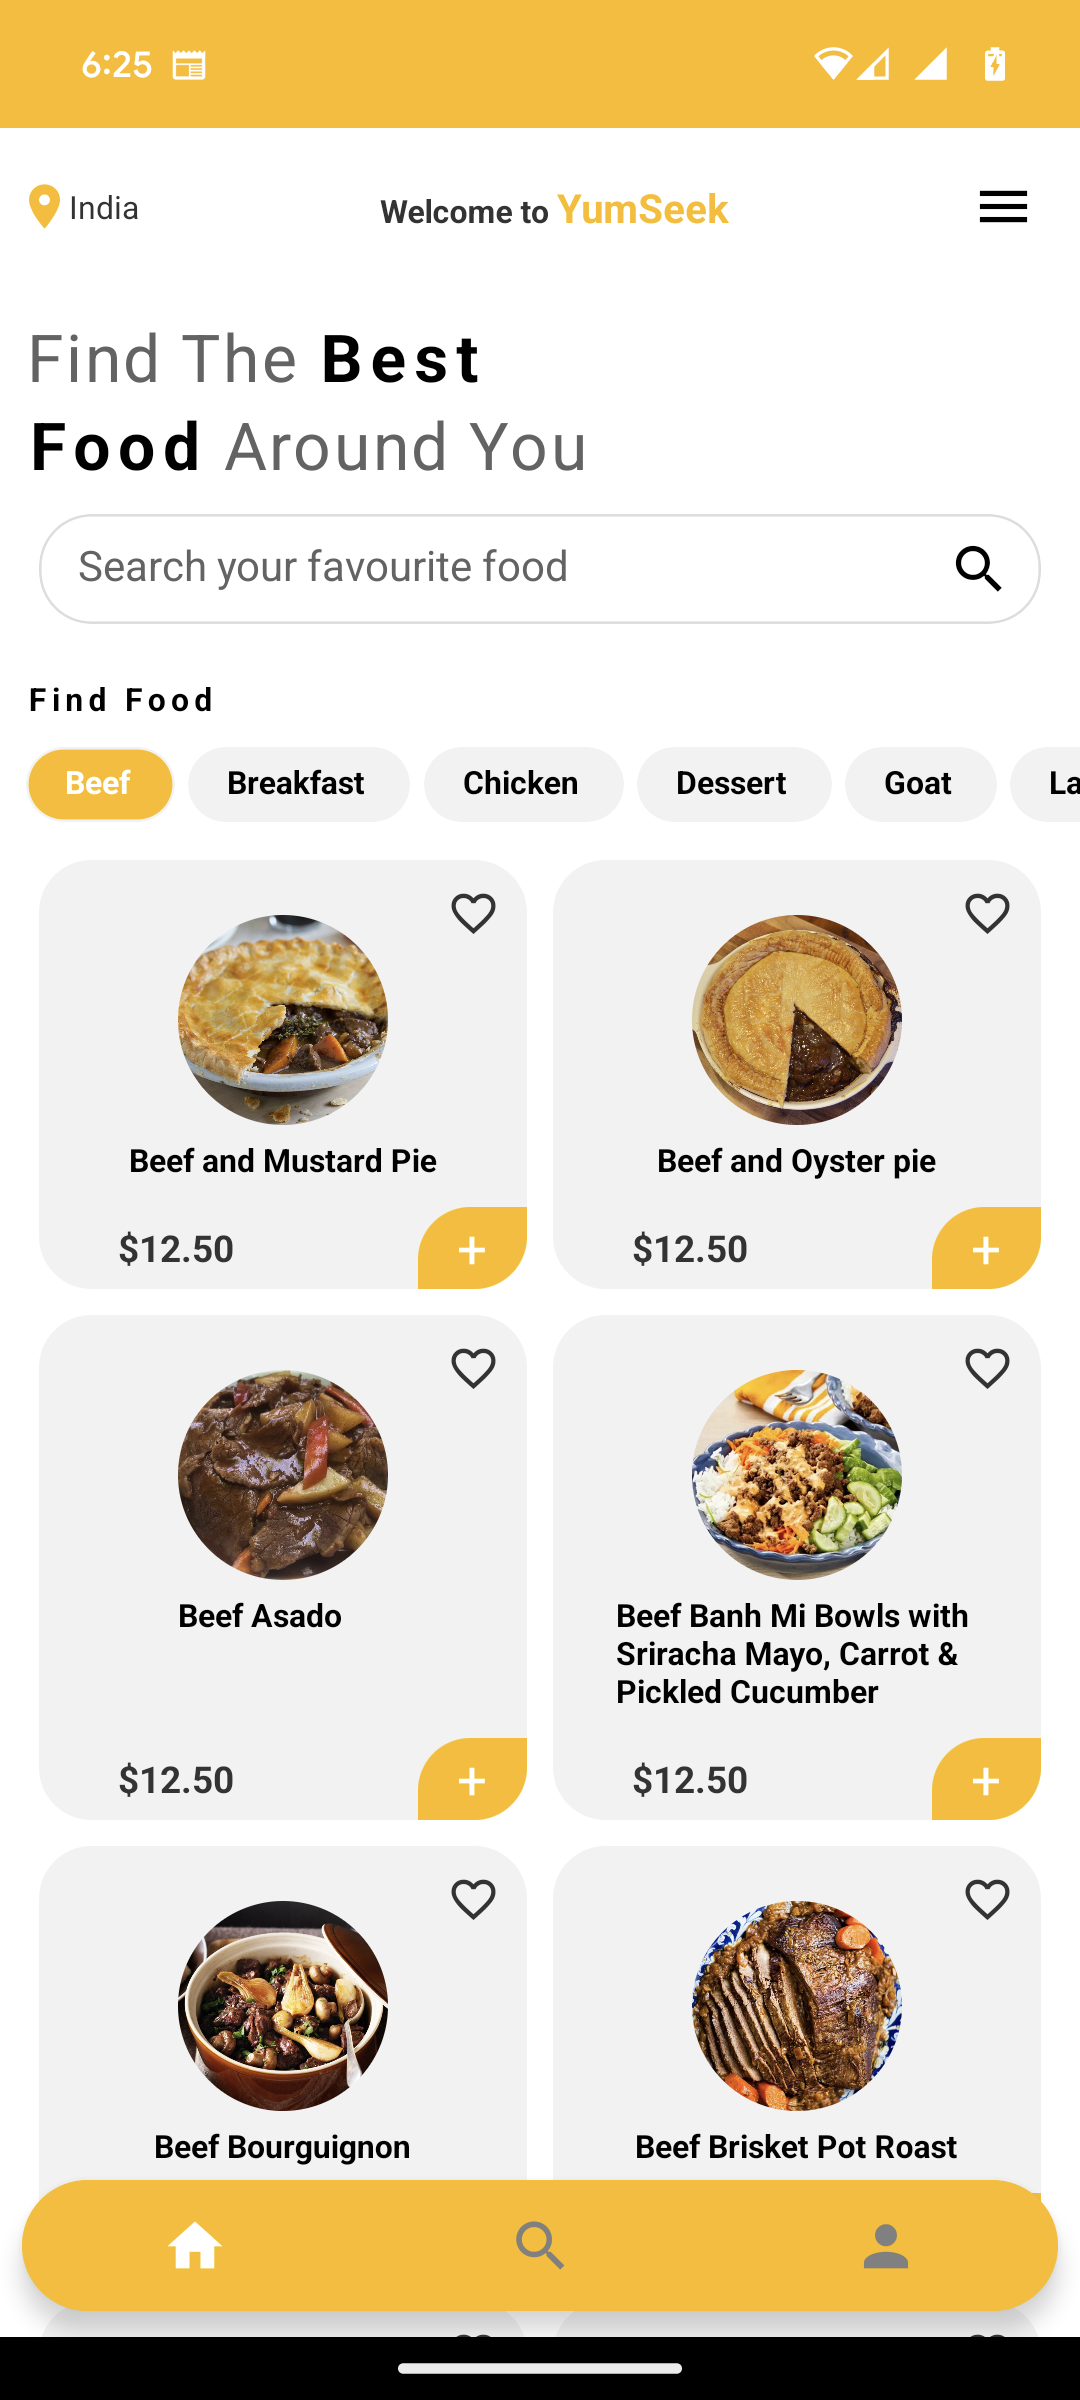 6:25
India
Welcome to YumSeek
Find The Best
Food Around You
Search your favourite food
Find Food
Beef
Breakfast
Chicken
Dessert
Goat
La
Beef and Mustard Pie
$12.50
+
Beef and Oyster pie
$12.50
+
Beef Asado
$12.50
+
Beef Banh Mi Bowls with
Sriracha Mayo, Carrot &
Pickled Cucumber
$12.50
+
Beef Bourguignon
Beef Brisket Pot Roast